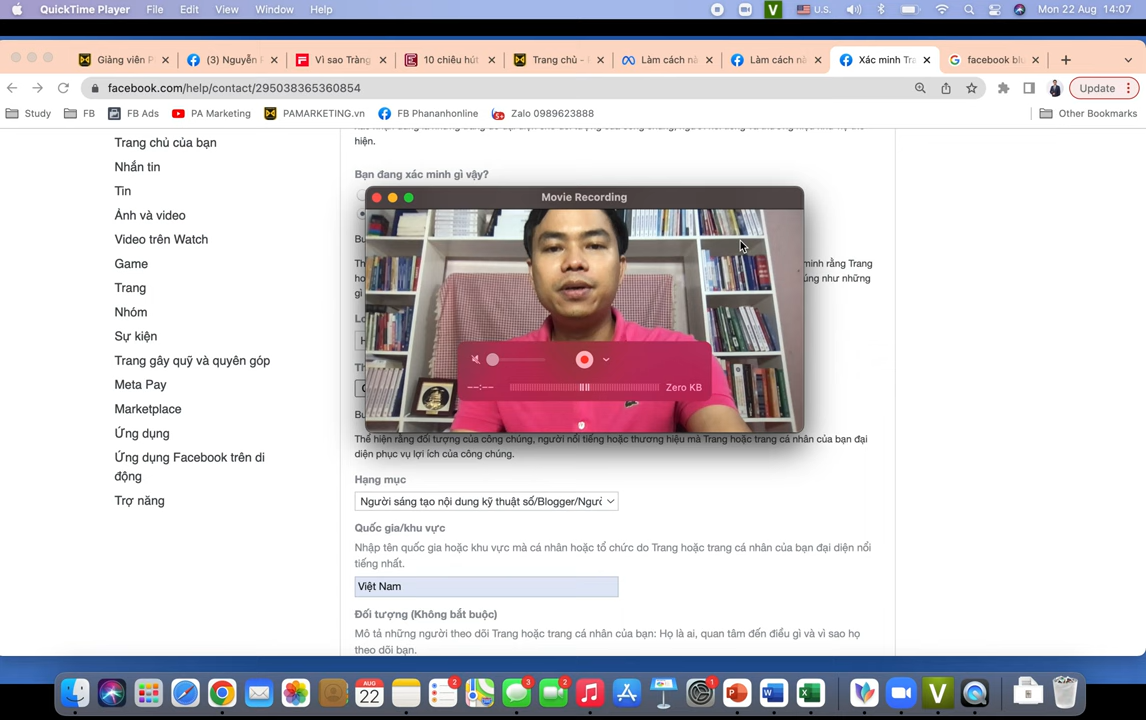 QuickTime Player File Edit View Window Help
V U.S. Mon 22 Aug 14:07
Giảng viên P (3) Nguyễn Vì sao Tràng 10 chiêu hút Trang chủ - Làm cách nà Làm cách nà Xác minh Tra facebook blu
facebook.com/help/contact/295038365360854 Update
Study FB FB Ads PA Marketing PAMARKETING.vn FB Phananhonline Zalo 0989623888 Other Bookmarks
Trang chủ của bạn
Nhắn tin
Tin
Ảnh và video
Video trên Watch
Game
Trang
Nhóm
Sự kiện
Trang gây quỹ và quyên góp
Meta Pay
Marketplace
Ứng dụng
Ứng dụng Facebook trên di
động
Trợ năng
hiện.
Bạn đang xác minh gì vậy?
Movie Recording
minh rằng Trang
úng như những
--:-- Zero KB
Thể hiện rằng đối tượng của công chúng, người nổi tiếng hoặc thương hiệu mà Trang hoặc trang cá nhân của bạn đại
diện phục vụ lợi ích của công chúng.
Hạng mục
Người sáng tạo nội dung kỹ thuật số/Blogger/Ngườ
Quốc gia/khu vực
Nhập tên quốc gia hoặc khu vực mà cá nhân hoặc tổ chức do Trang hoặc trang cá nhân của bạn đại diện nổi
tiếng nhất.
Việt Nam
Đối tượng (Không bắt buộc)
Mô tả những người theo dõi Trang hoặc trang cá nhân của bạn: Họ là ai, quan tâm đến điều gì và vì sao họ
theo dõi bạn.
AUG
22 2 3 2 1 V